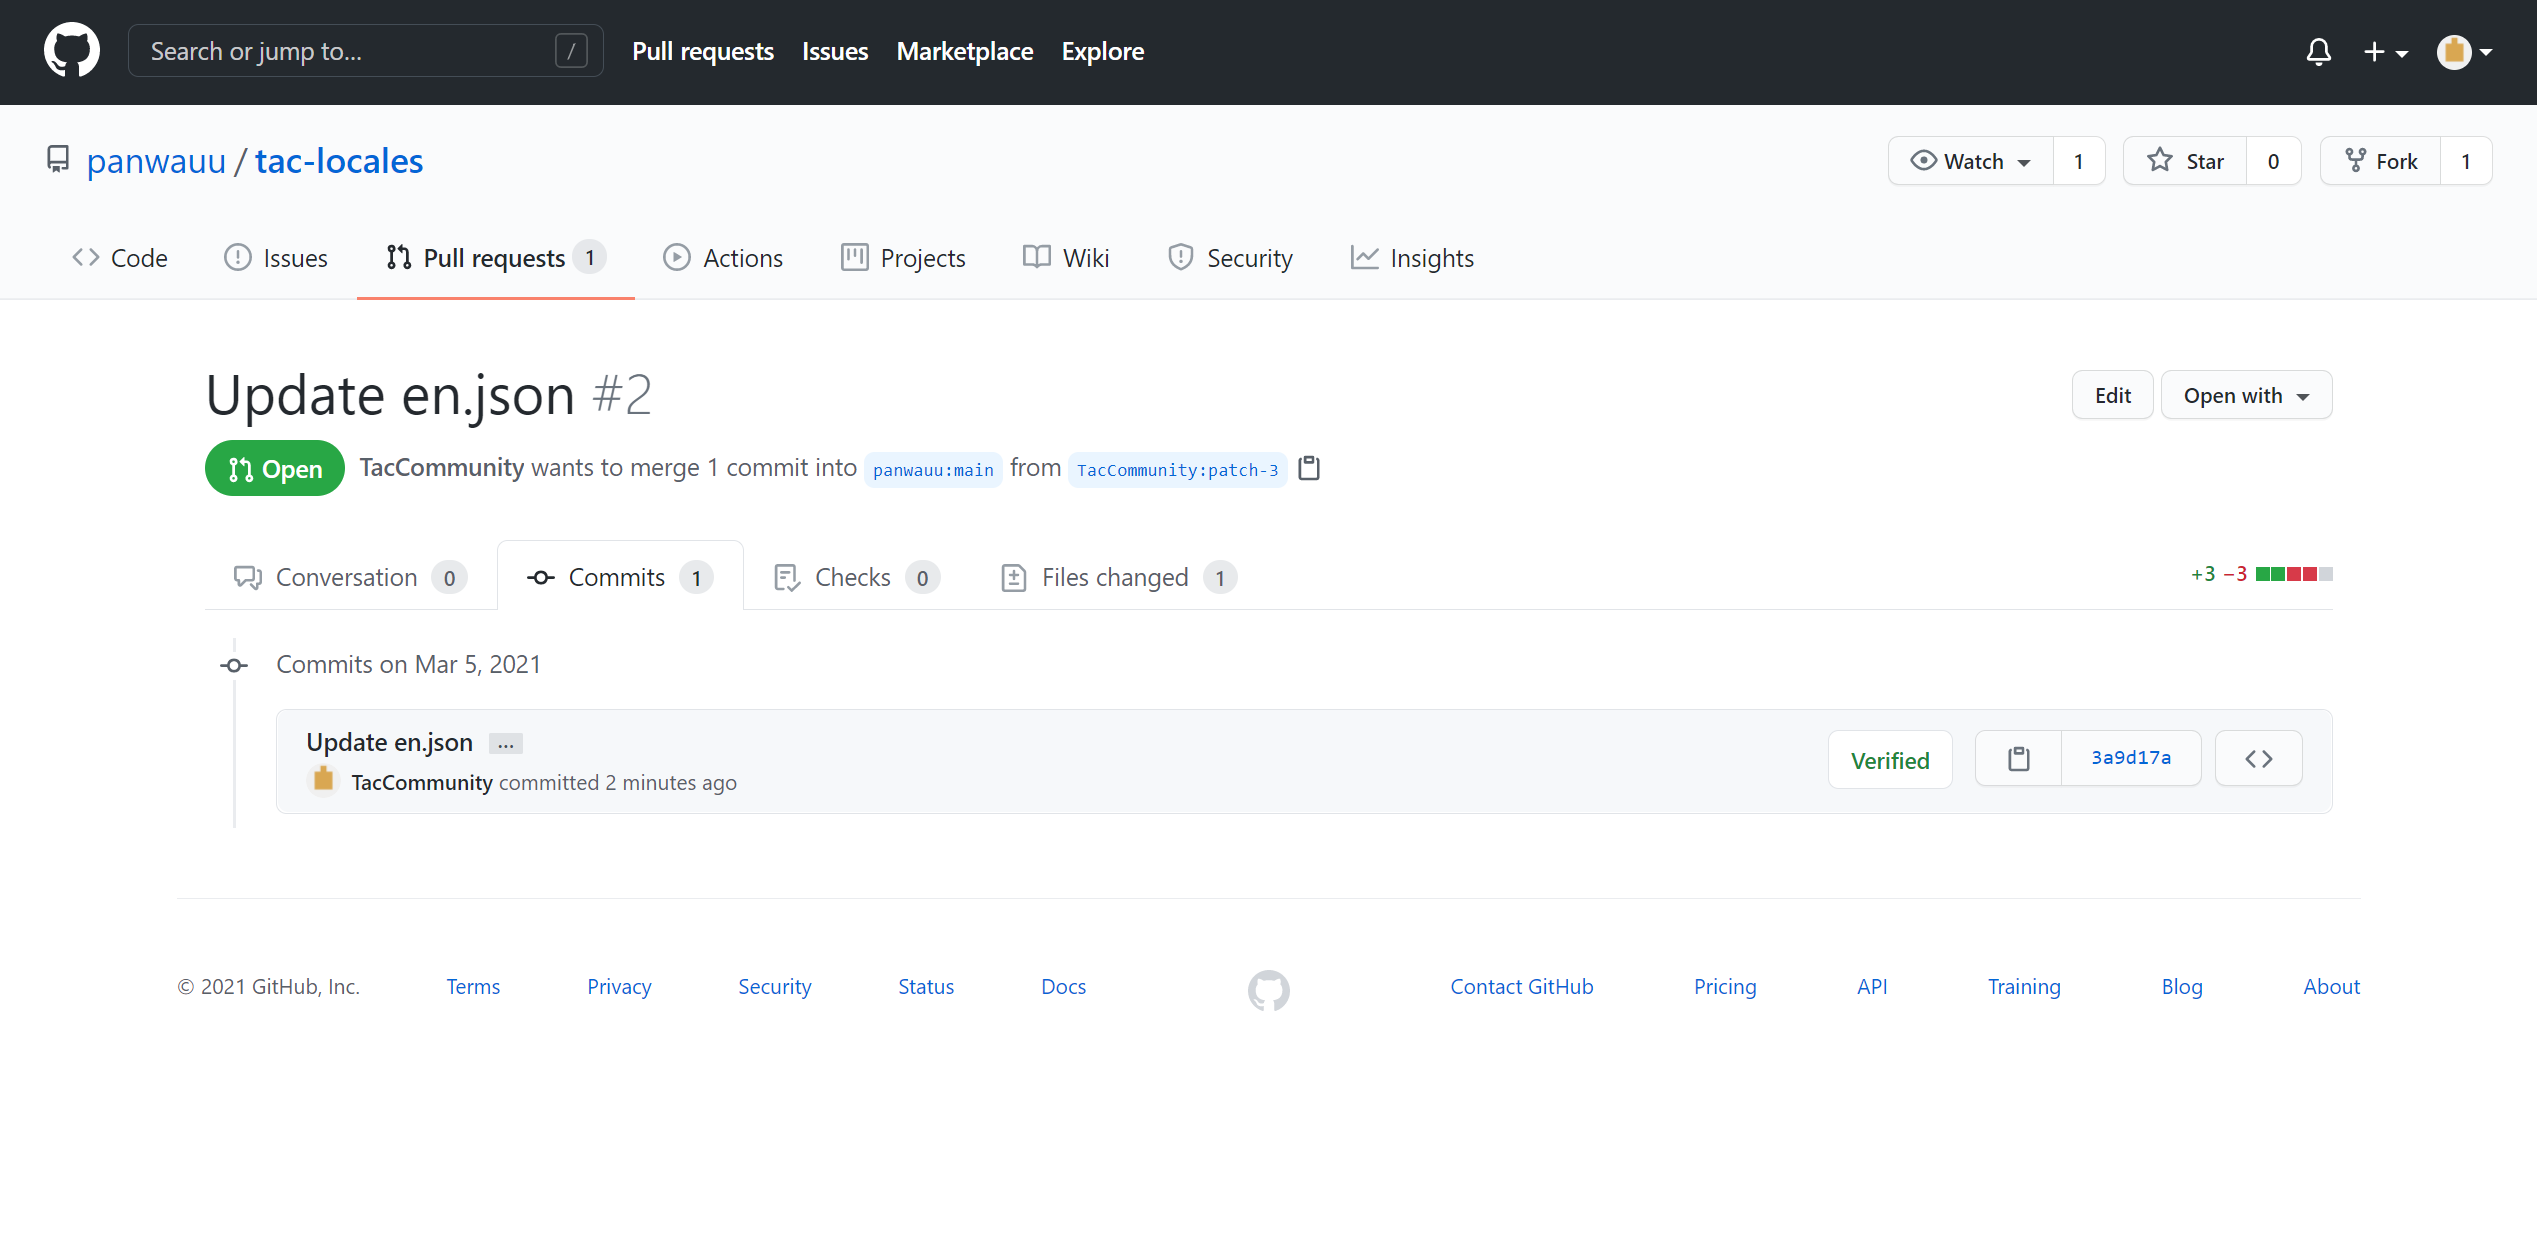 Search or jump to... /
Pull requests Issues Marketplace Explore
panwauu / tac-locales
Watch 1 Star 0 Fork 1
Code Issues Pull requests 1 Actions Projects Wiki Security Insights
Update en.json #2
Edit Open with
Open TacCommunity wants to merge 1 commit into panwauu:main from TacCommunity:patch-3
Conversation 0 Commits 1 Checks 0 Files changed 1
+3 −3
Commits on Mar 5, 2021
Update en.json …
TacCommunity committed 2 minutes ago
Verified 3a9d17a
© 2021 GitHub, Inc. Terms Privacy Security Status Docs Contact GitHub Pricing API Training Blog About